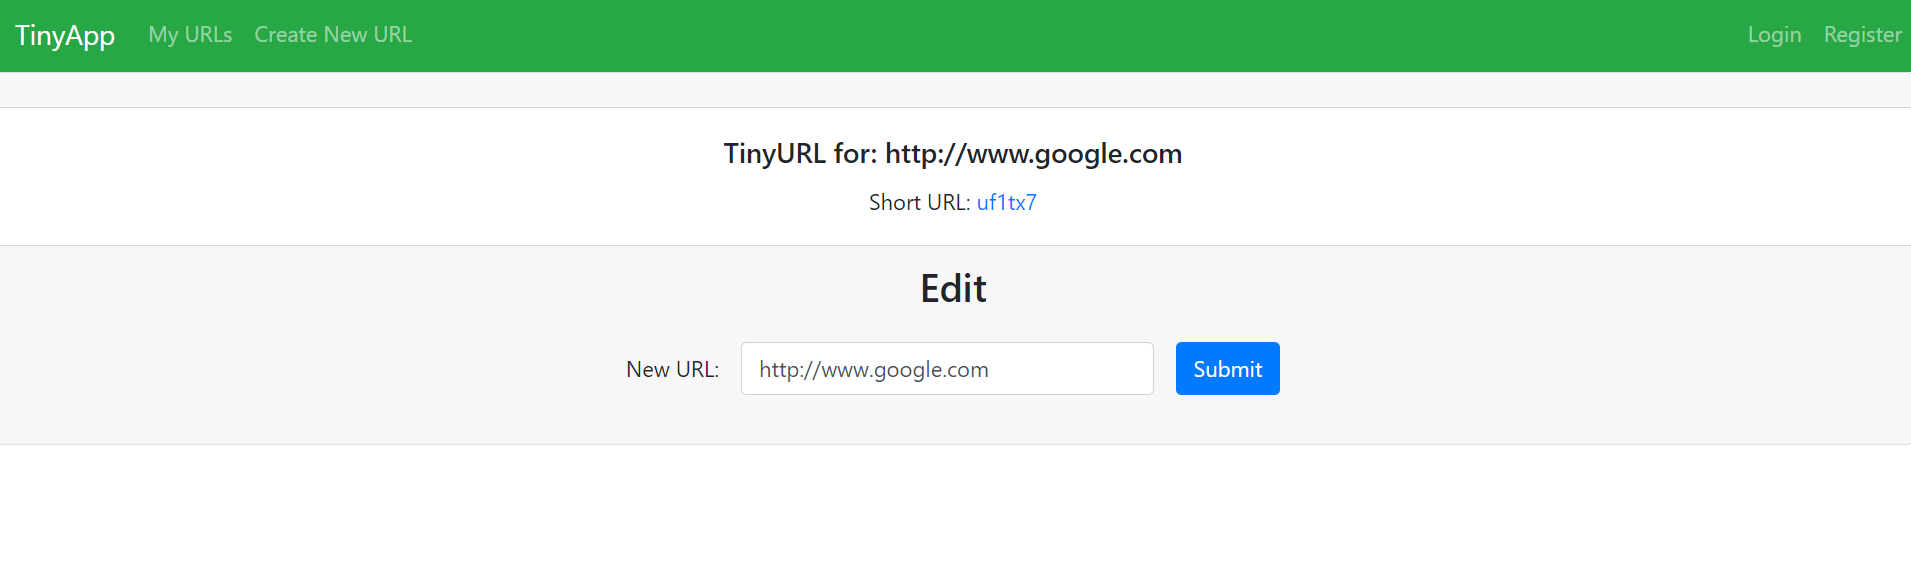 TinyApp My URLs Create New URL Login Register
TinyURL for: http://www.google.com
Short URL: uf1tx7
Edit
New URL: http://www.google.com Submit